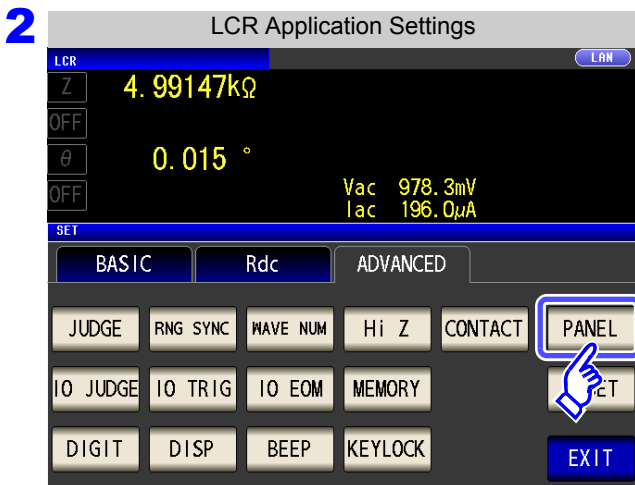 2
LCR Application Settings
LCR
LAN
Z 4.99147kΩ
OFF
θ 0.015 °
OFF
Vac 978.3mV
Iac 196.0μA
SET
BASIC Rdc ADVANCED
JUDGE RNG SYNC WAVE NUM Hi Z CONTACT PANEL
IO JUDGE IO TRIG IO EOM MEMORY
DIGIT DISP BEEP KEYLOCK EXIT